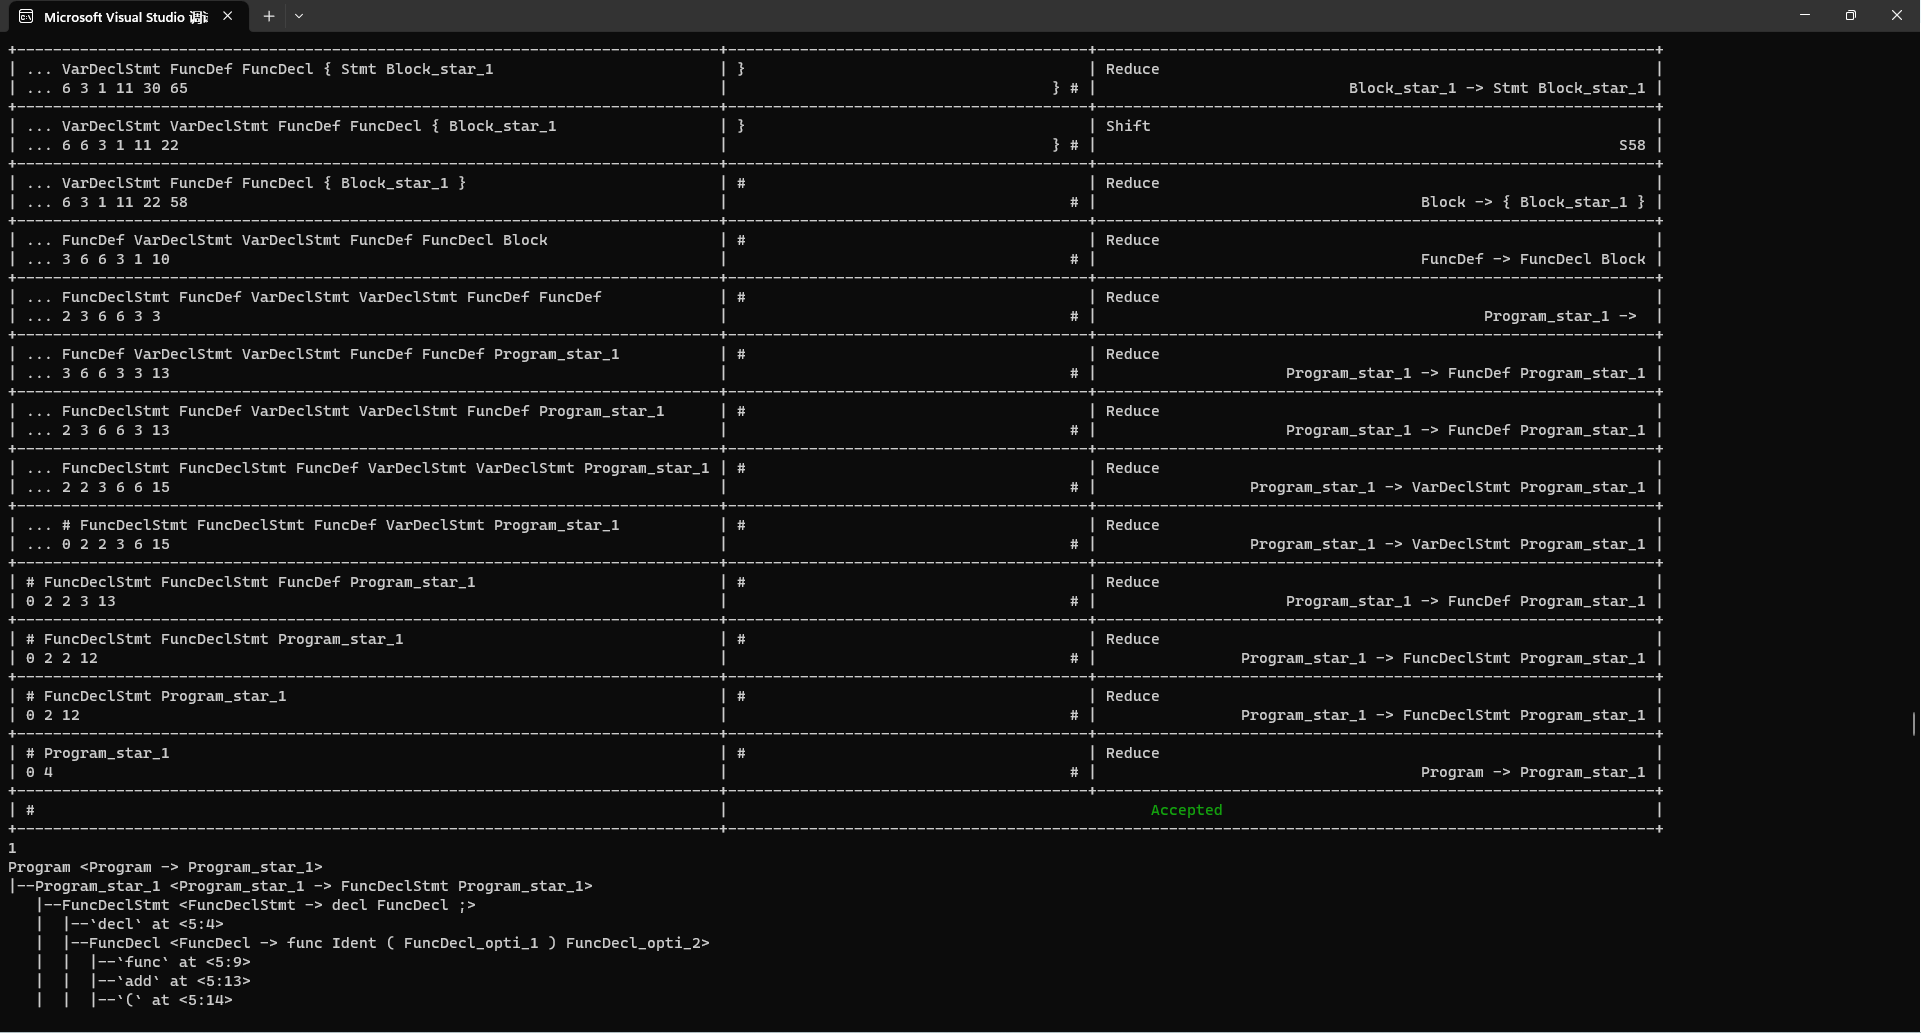 Microsoft Visual Studio 调试
| ... VarDeclStmt FuncDef FuncDecl { Stmt Block_star_1 | } | Reduce |
| ... 6 3 1 11 30 65 | } # | Block_star_1 -> Stmt Block_star_1 |
| ... VarDeclStmt VarDeclStmt FuncDef FuncDecl { Block_star_1 | } | Shift |
| ... 6 6 3 1 11 22 | } # | S58 |
| ... VarDeclStmt FuncDef FuncDecl { Block_star_1 } | # | Reduce |
| ... 6 3 1 11 22 58 | # | Block -> { Block_star_1 } |
| ... FuncDef VarDeclStmt VarDeclStmt FuncDef FuncDecl Block | # | Reduce |
| ... 3 6 6 3 1 10 | # | FuncDef -> FuncDecl Block |
| ... FuncDeclStmt FuncDef VarDeclStmt VarDeclStmt FuncDef FuncDef | # | Reduce |
| ... 2 3 6 6 3 3 | # | Program_star_1 -> |
| ... FuncDef VarDeclStmt VarDeclStmt FuncDef FuncDef Program_star_1 | # | Reduce |
| ... 3 6 6 3 3 13 | # | Program_star_1 -> FuncDef Program_star_1 |
| ... FuncDeclStmt FuncDef VarDeclStmt VarDeclStmt FuncDef Program_star_1 | # | Reduce |
| ... 2 3 6 6 3 13 | # | Program_star_1 -> FuncDef Program_star_1 |
| ... FuncDeclStmt FuncDeclStmt FuncDef VarDeclStmt VarDeclStmt Program_star_1 | # | Reduce |
| ... 2 2 3 6 6 15 | # | Program_star_1 -> VarDeclStmt Program_star_1 |
| ... # FuncDeclStmt FuncDeclStmt FuncDef VarDeclStmt Program_star_1 | # | Reduce |
| ... 0 2 2 3 6 15 | # | Program_star_1 -> VarDeclStmt Program_star_1 |
| # FuncDeclStmt FuncDeclStmt FuncDef Program_star_1 | # | Reduce |
| 0 2 2 3 13 | # | Program_star_1 -> FuncDef Program_star_1 |
| # FuncDeclStmt FuncDeclStmt Program_star_1 | # | Reduce |
| 0 2 2 12 | # | Program_star_1 -> FuncDeclStmt Program_star_1 |
| # FuncDeclStmt Program_star_1 | # | Reduce |
| 0 2 12 | # | Program_star_1 -> FuncDeclStmt Program_star_1 |
| # Program_star_1 | # | Reduce |
| 0 4 | # | Program -> Program_star_1 |
| # | Accepted |
1
Program <Program -> Program_star_1>
|--Program_star_1 <Program_star_1 -> FuncDeclStmt Program_star_1>
   |--FuncDeclStmt <FuncDeclStmt -> decl FuncDecl ;>
   |  |--`decl` at <5:4>
   |  |--FuncDecl <FuncDecl -> func Ident ( FuncDecl_opti_1 ) FuncDecl_opti_2>
   |  |  |--`func` at <5:9>
   |  |  |--`add` at <5:13>
   |  |  |--`(` at <5:14>